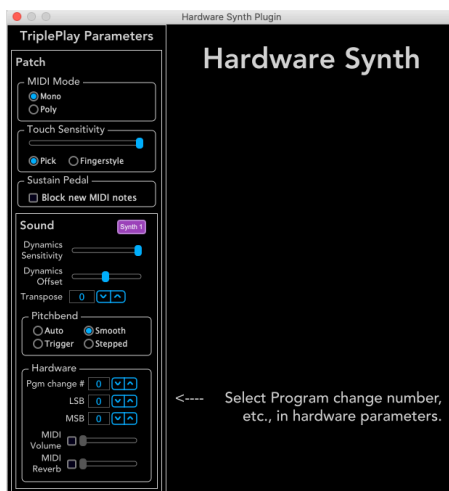 Hardware Synth Plugin
TriplePlay Parameters
Hardware Synth
Patch
MIDI Mode
Mono
Poly
Touch Sensitivity
Pick Fingerstyle
Sustain Pedal
Block new MIDI notes
Sound Synth 1
Dynamics
Sensitivity
Dynamics
Offset
Transpose 0
Pitchbend
Auto Smooth
Trigger Stepped
Hardware
Pgm change # 0
LSB 0
MSB 0
MIDI
Volume
MIDI
Reverb
<---- Select Program change number,
etc., in hardware parameters.